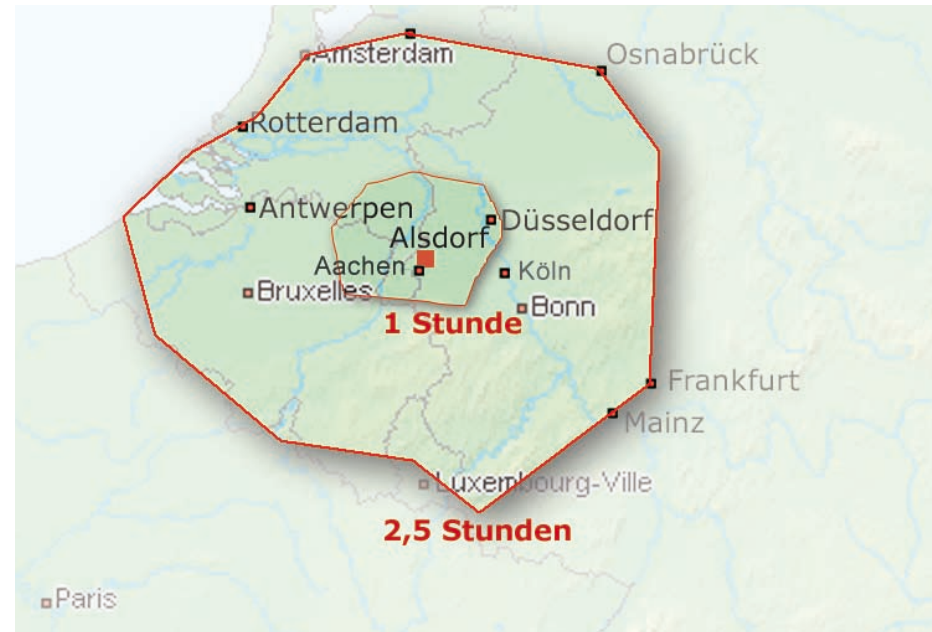 Amsterdam
Osnabrück
Rotterdam
Antwerpen
Düsseldorf
Alsdorf
Aachen
Köln
Bruxelles
Bonn
1 Stunde
Frankfurt
Mainz
Luxembourg-Ville
2,5 Stunden
Paris